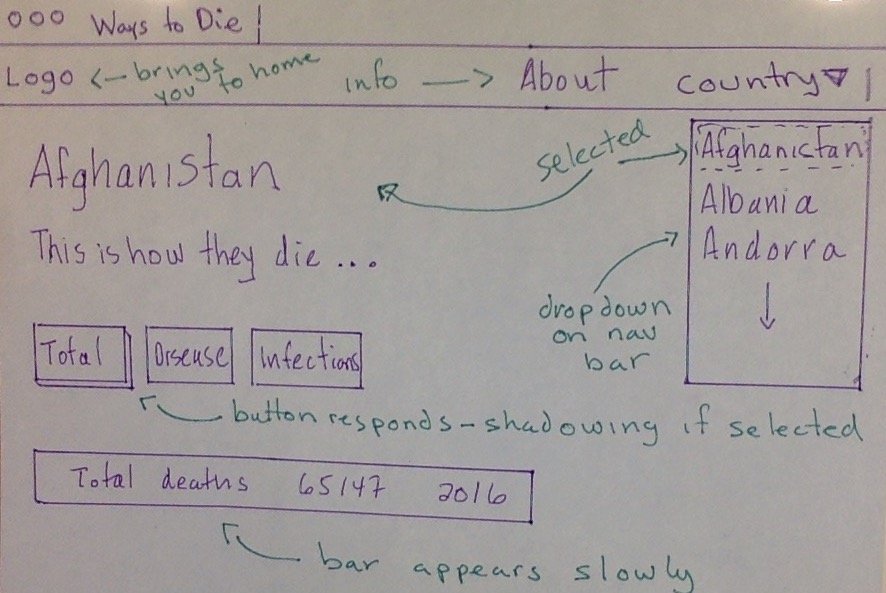 ooo Ways to Die
Logo <- brings you to home info -> About Country
Afghanistan
selected
Afghanistan
Albania
Andorra
This is how they die ...
dropdown
on nav
bar
Total Disease Infections
button responds - shadowing if selected
Total deaths 65147 2016
bar appears slowly